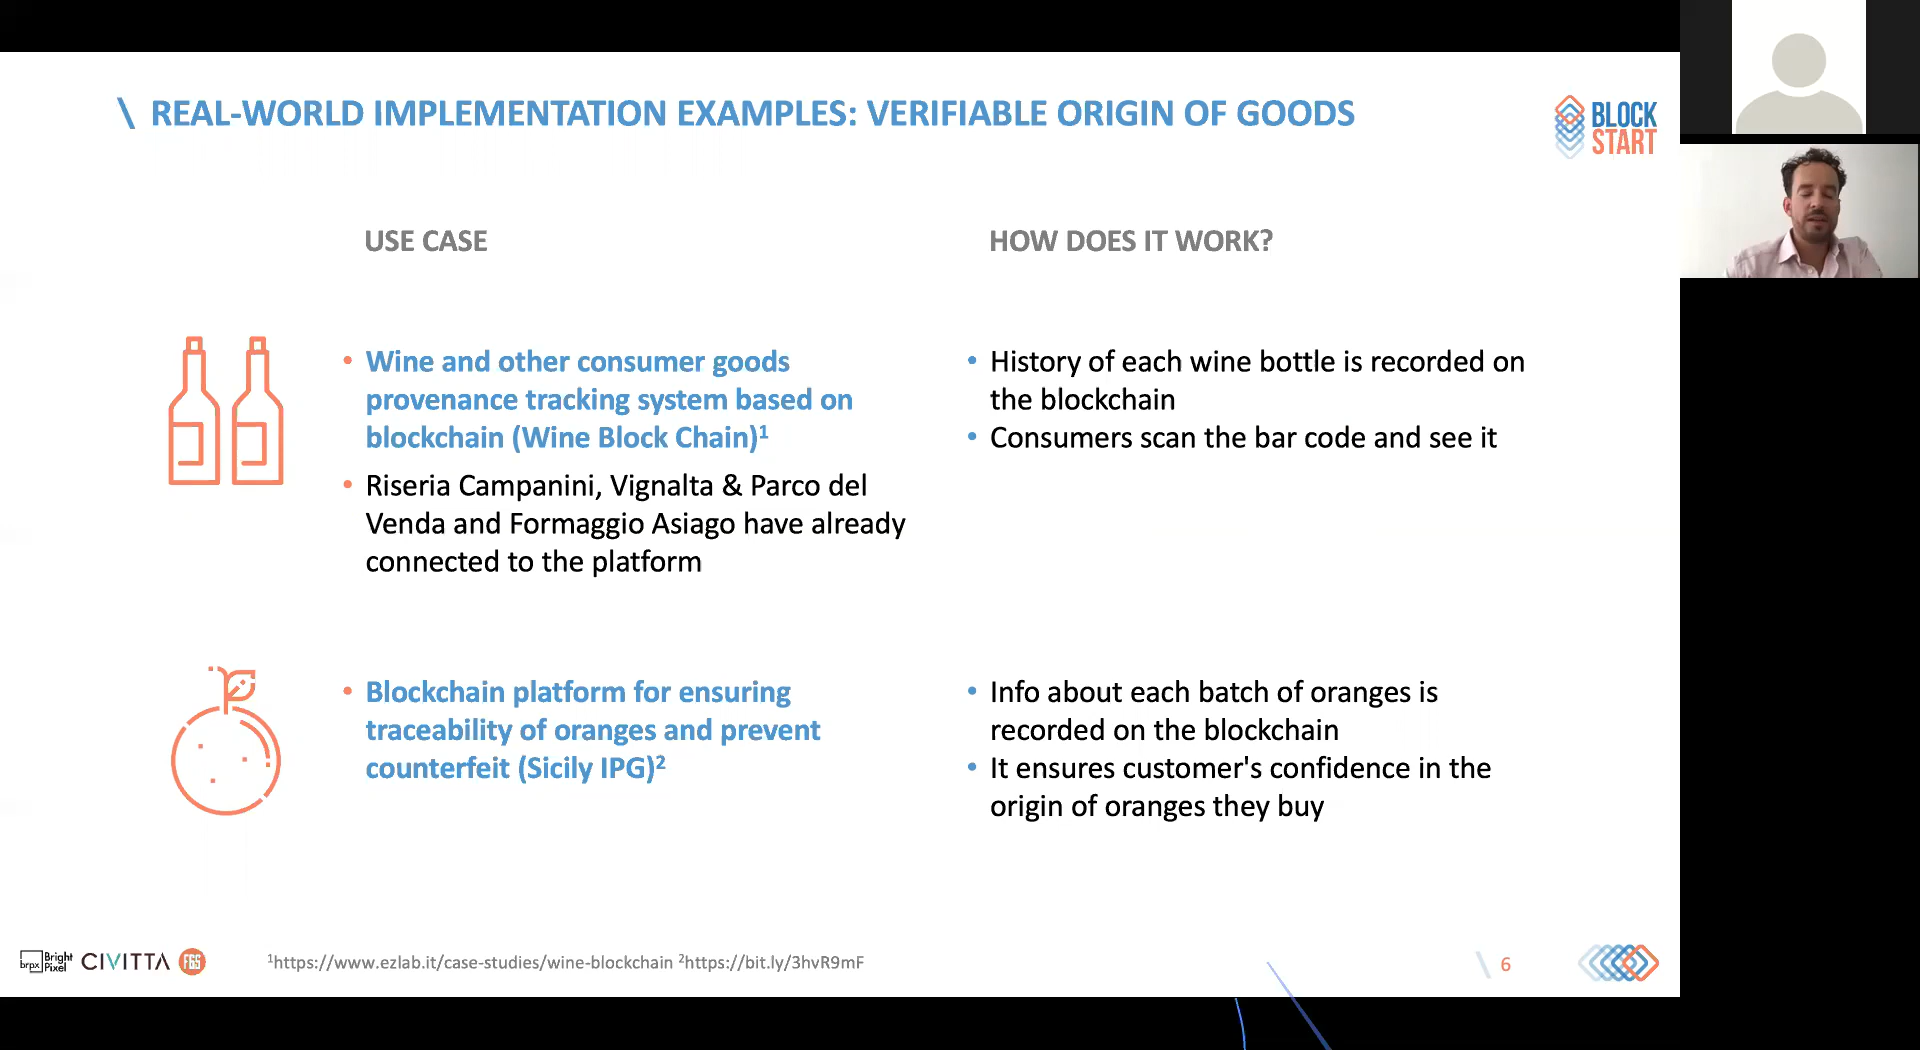 \ REAL-WORLD IMPLEMENTATION EXAMPLES: VERIFIABLE ORIGIN OF GOODS
BLOCK
START
USE CASE
HOW DOES IT WORK?
• Wine and other consumer goods
provenance tracking system based on
blockchain (Wine Block Chain)¹
• Riseria Campanini, Vignalta & Parco del
Venda and Formaggio Asiago have already
connected to the platform
• History of each wine bottle is recorded on
the blockchain
• Consumers scan the bar code and see it
• Blockchain platform for ensuring
traceability of oranges and prevent
counterfeit (Sicily IPG)²
• Info about each batch of oranges is
recorded on the blockchain
• It ensures customer's confidence in the
origin of oranges they buy
brpx Bright
Pixel
CIVITTA
FGS
¹https://www.ezlab.it/case-studies/wine-blockchain ²https://bit.ly/3hvR9mF
\ 6